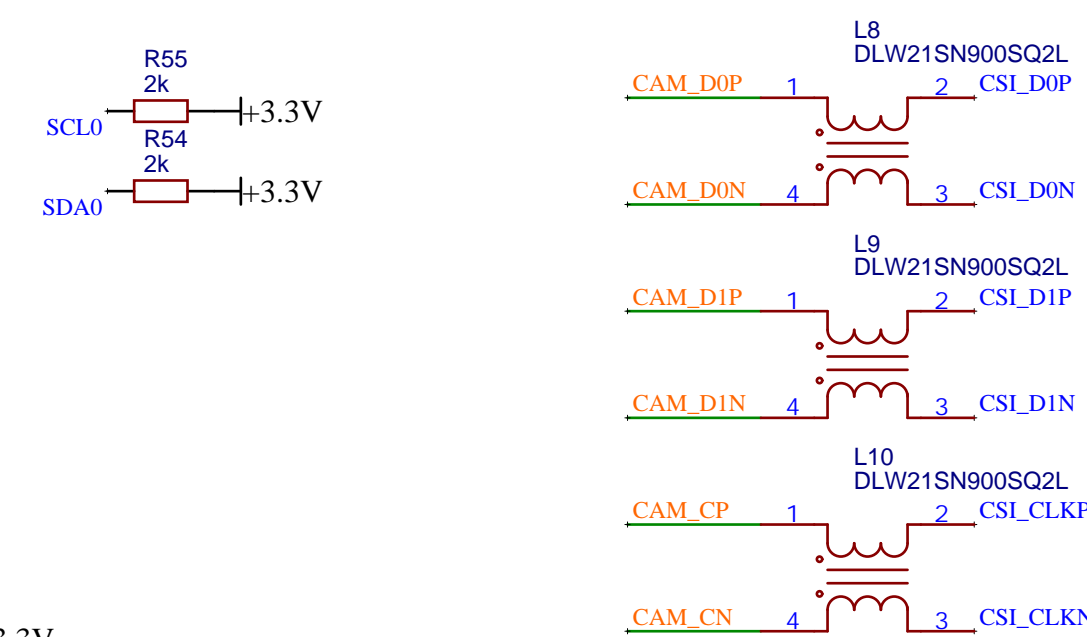 R55
2k
SCL0
+3.3V
R54
2k
SDA0
+3.3V
L8
DLW21SN900SQ2L
CAM_D0P
1
2
CSI_D0P
CAM_D0N
4
3
CSI_D0N
L9
DLW21SN900SQ2L
CAM_D1P
1
2
CSI_D1P
CAM_D1N
4
3
CSI_D1N
L10
DLW21SN900SQ2L
CAM_CP
1
2
CSI_CLKP
CAM_CN
4
3
CSI_CLKN